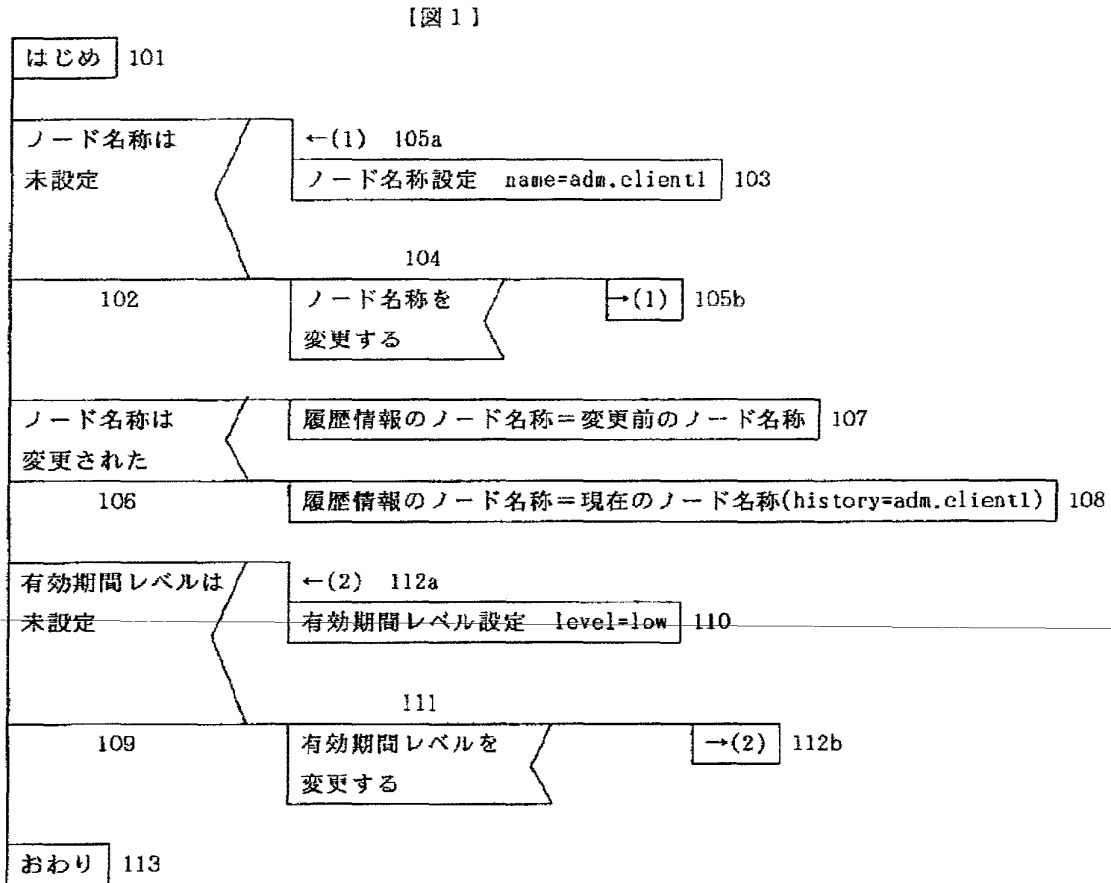 【図1】
はじめ 101
ノード名称は
未設定
←(1) 105a
ノード名称設定 name=adm.client1 103
104
102
ノード名称を
変更する
→(1) 105b
ノード名称は
変更された
履歴情報のノード名称=変更前のノード名称 107
106
履歴情報のノード名称=現在のノード名称(history=adm.client1) 108
有効期間レベルは
未設定
←(2) 112a
有効期間レベル設定 level=low 110
111
109
有効期間レベルを
変更する
→(2) 112b
おわり 113